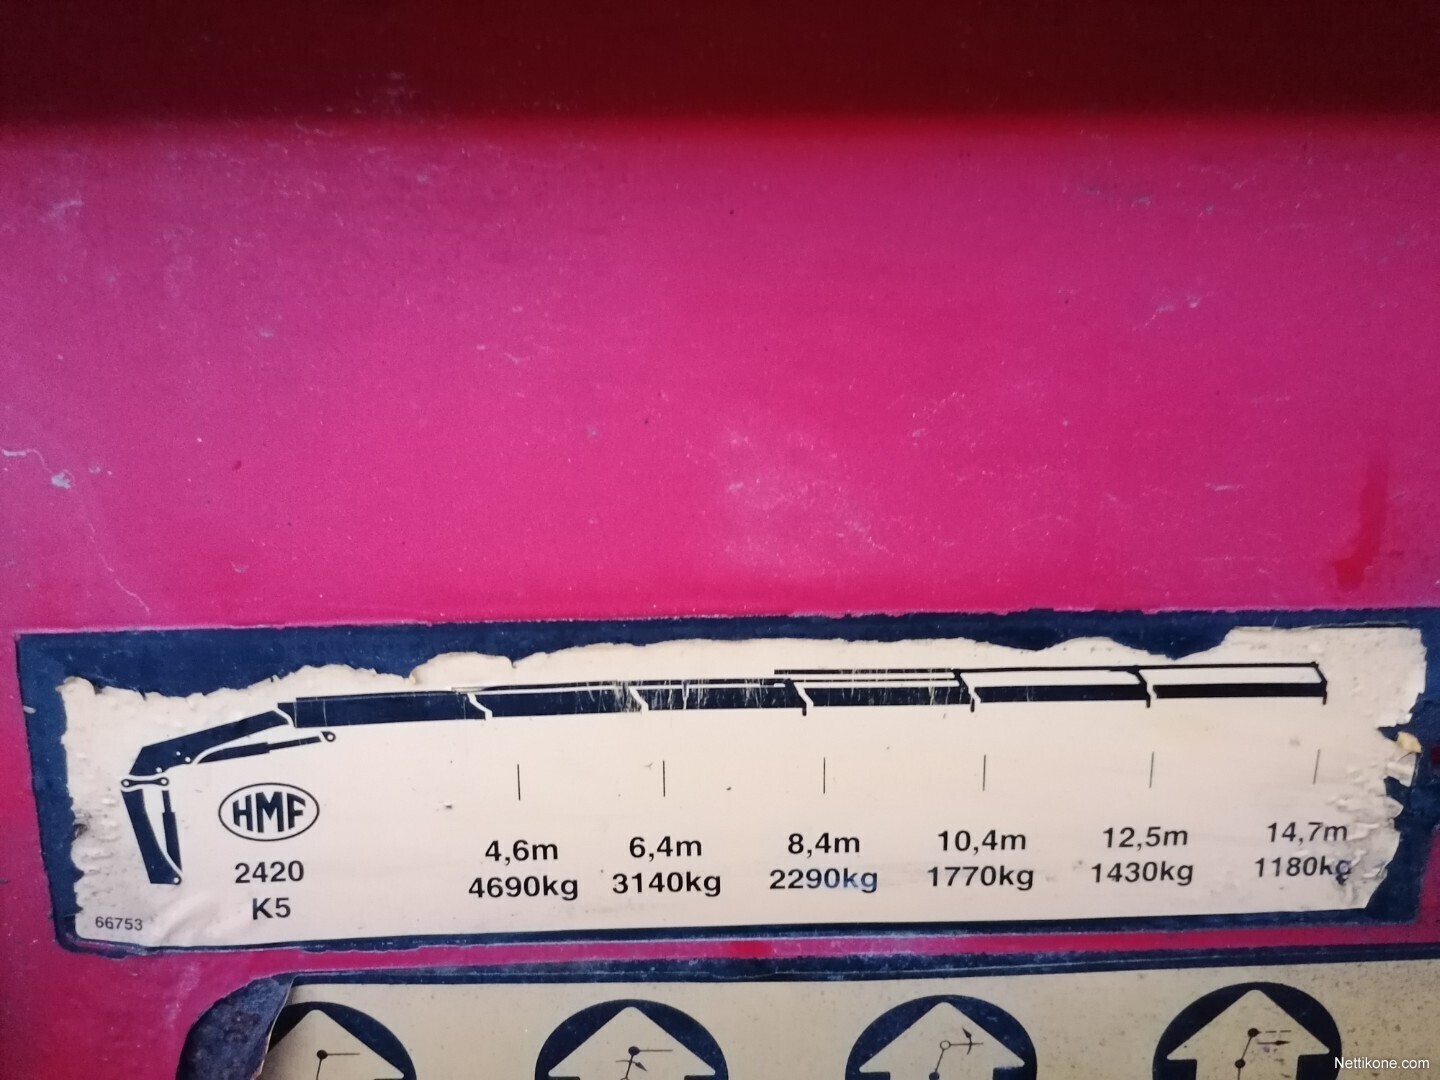 HMF
2420
K5
66753
4,6m 6,4m 8,4m 10,4m 12,5m 14,7m
4690kg 3140kg 2290kg 1770kg 1430kg 1180kg
Nettikone.com